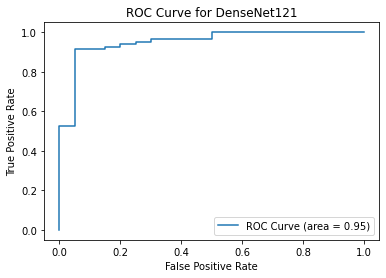 ROC Curve for DenseNet121
1.0
0.8
0.6
0.4
0.2
0.0
True Positive Rate
ROC Curve (area = 0.95)
0.0 0.2 0.4 0.6 0.8 1.0
False Positive Rate